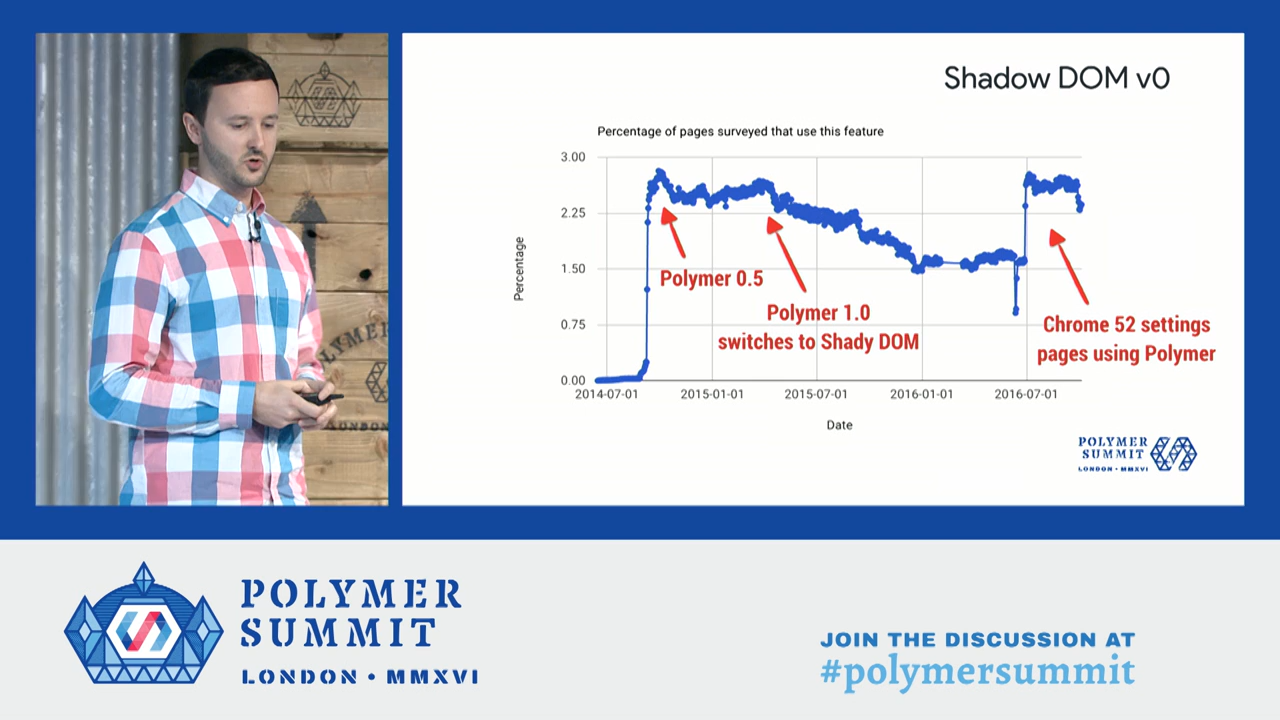 Shadow DOM v0
Percentage of pages surveyed that use this feature
3.00
2.25
1.50
0.75
0.00
Percentage
2014-07-01
2015-01-01
2015-07-01
2016-01-01
2016-07-01
Date
Polymer 0.5
Polymer 1.0
switches to Shady DOM
Chrome 52 settings
pages using Polymer
POLYMER
SUMMIT
LONDON • MMXVI
POLYMER
LONDON
POLYMER
SUMMIT
LONDON • MMXVI
JOIN THE DISCUSSION AT
#polymersummit